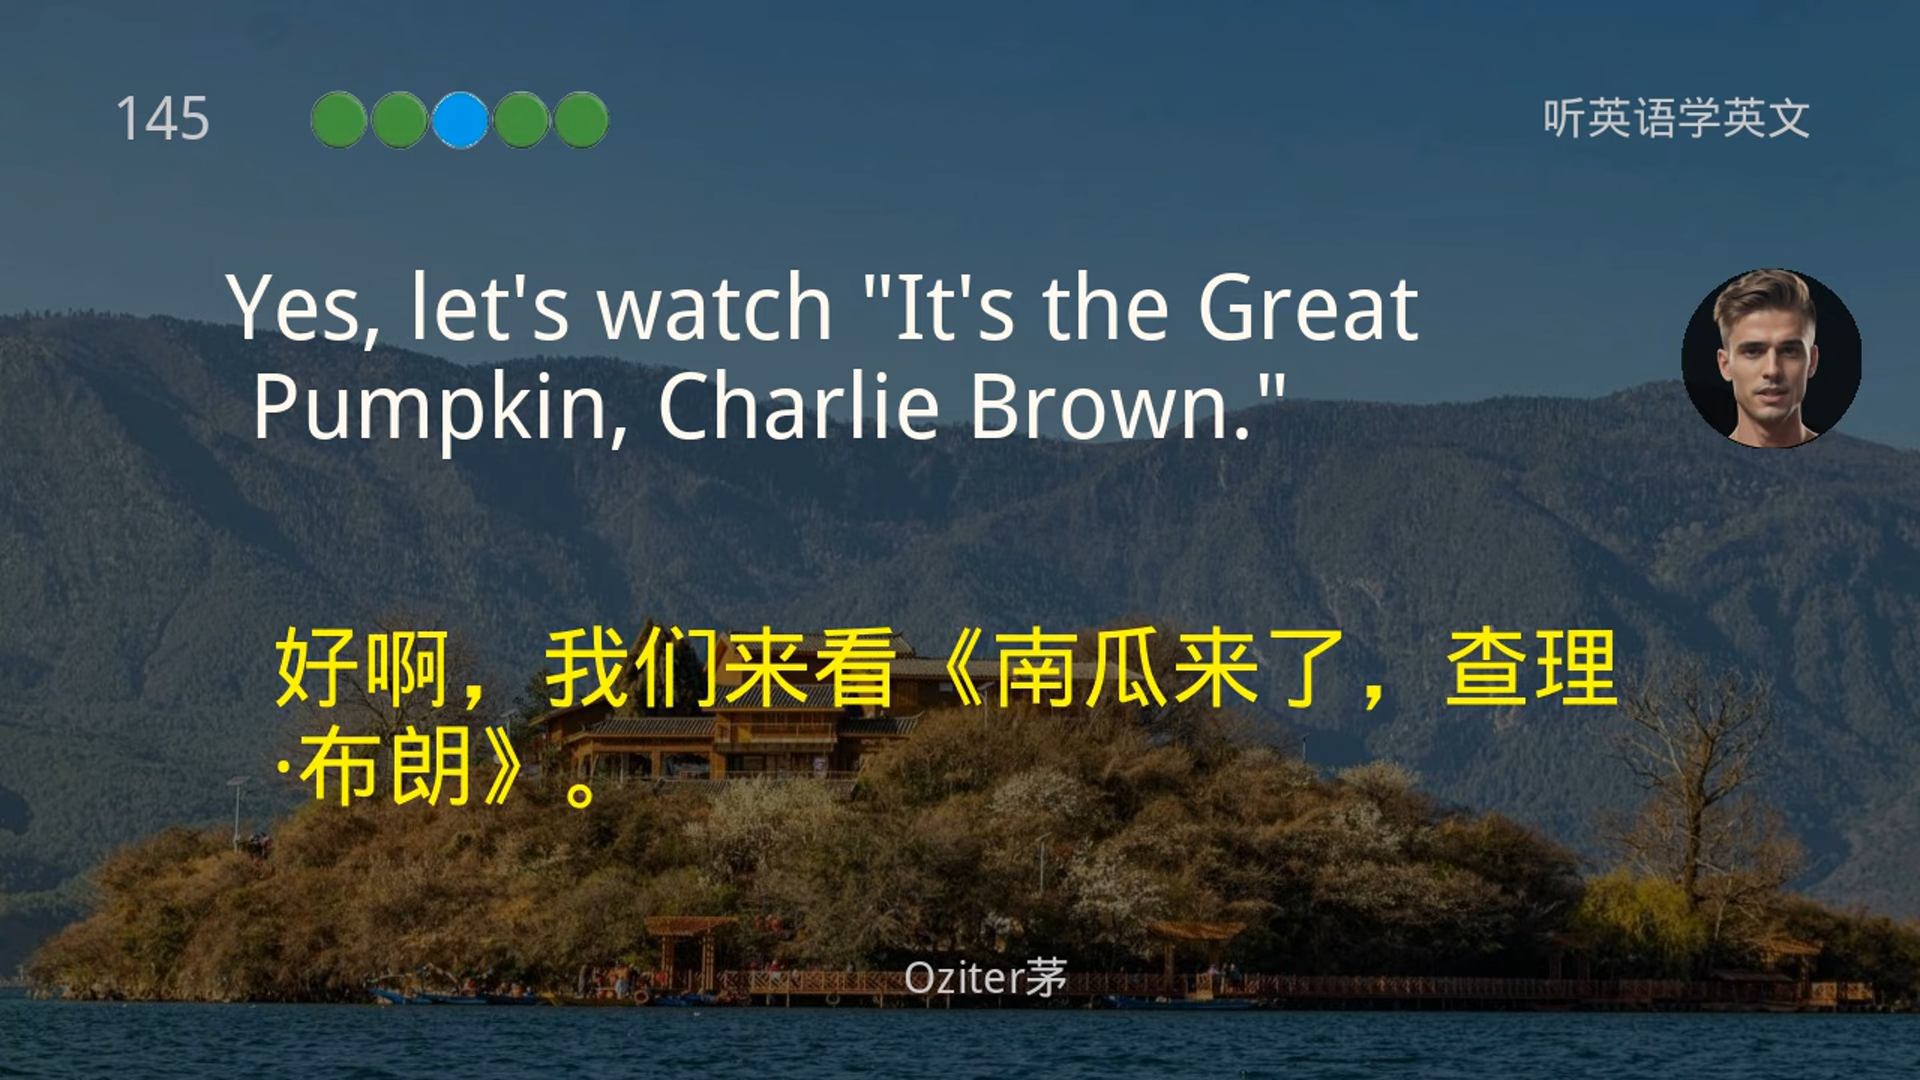 145
听英语学英文
Yes, let's watch "It's the Great
Pumpkin, Charlie Brown."
好啊，我们来看《南瓜来了，查理
·布朗》。
Oziter茅